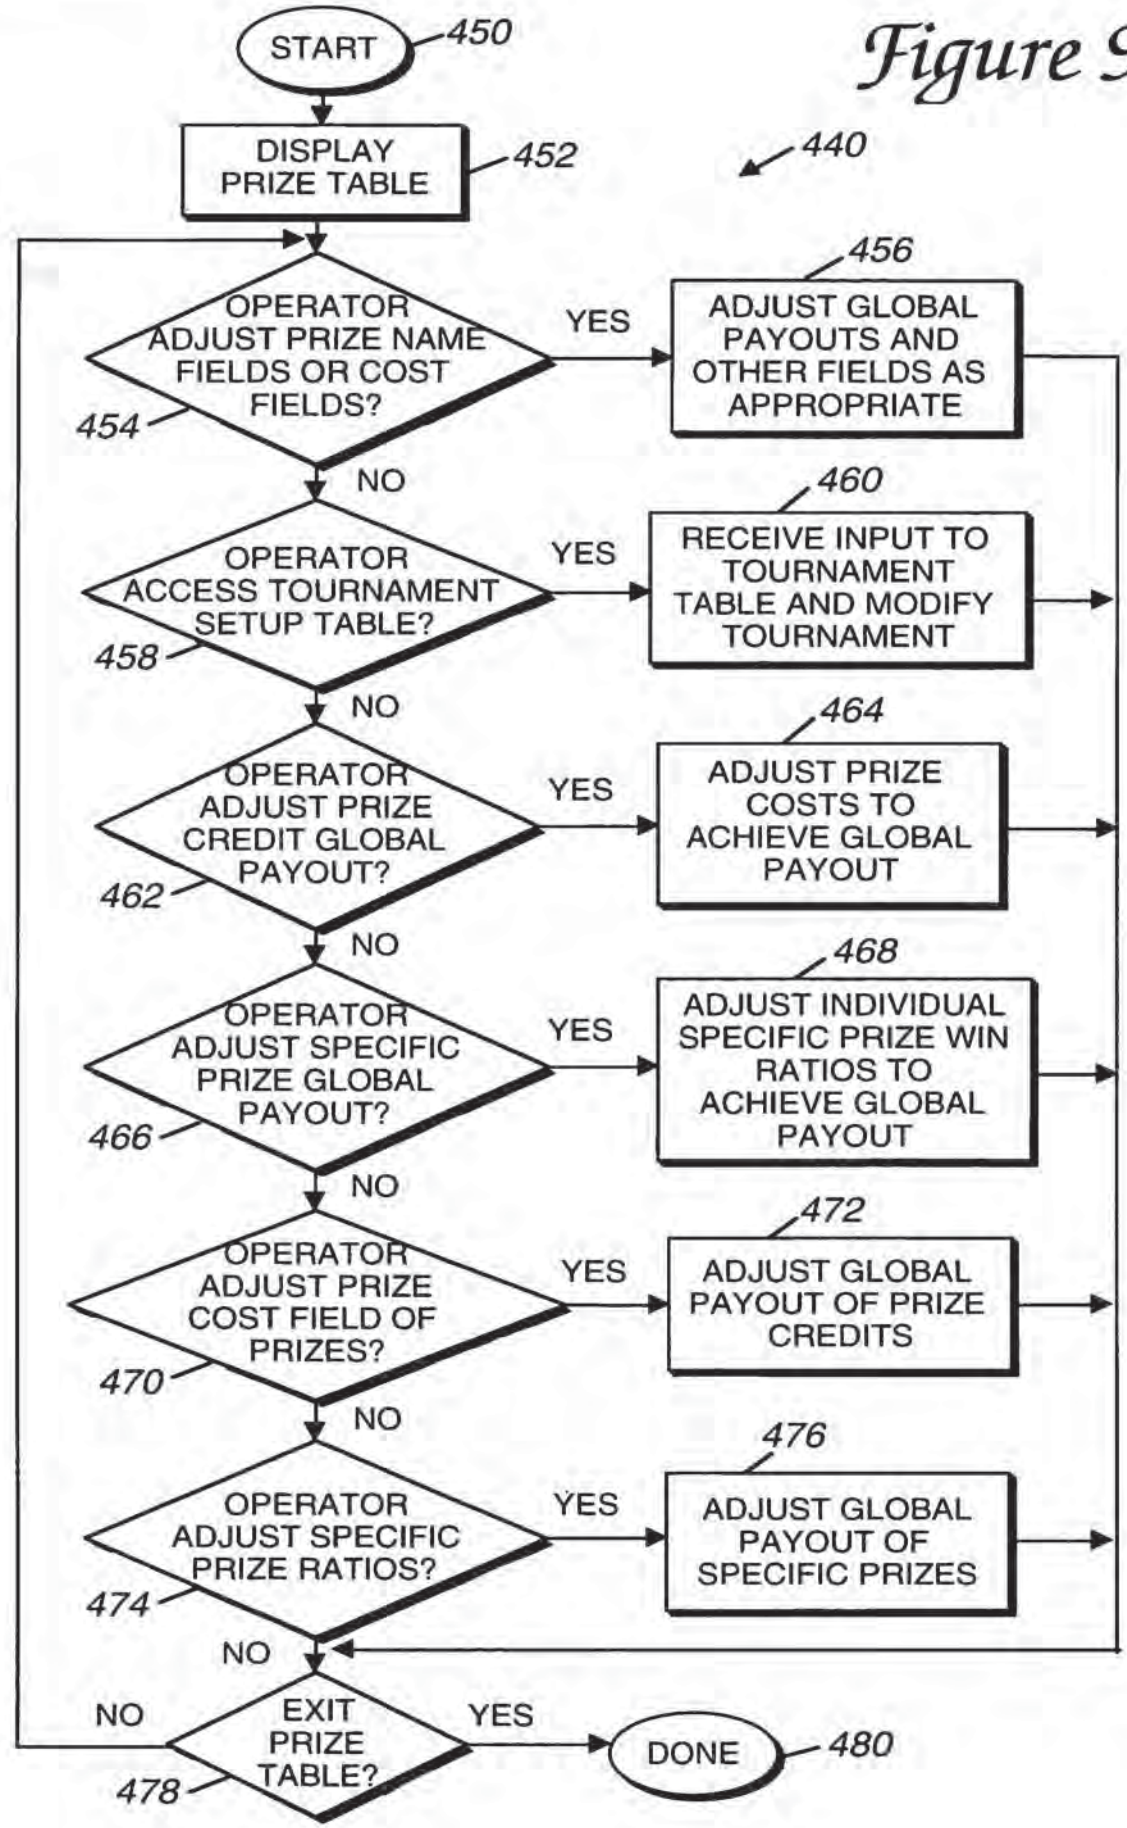 START
450
Figure 9
DISPLAY
PRIZE TABLE
452
440
OPERATOR
ADJUST PRIZE NAME
FIELDS OR COST
FIELDS?
454
YES
456
ADJUST GLOBAL
PAYOUTS AND
OTHER FIELDS AS
APPROPRIATE
NO
OPERATOR
ACCESS TOURNAMENT
SETUP TABLE?
458
YES
460
RECEIVE INPUT TO
TOURNAMENT
TABLE AND MODIFY
TOURNAMENT
NO
OPERATOR
ADJUST PRIZE
CREDIT GLOBAL
PAYOUT?
462
YES
464
ADJUST PRIZE
COSTS TO
ACHIEVE GLOBAL
PAYOUT
NO
OPERATOR
ADJUST SPECIFIC
PRIZE GLOBAL
PAYOUT?
466
YES
468
ADJUST INDIVIDUAL
SPECIFIC PRIZE WIN
RATIOS TO
ACHIEVE GLOBAL
PAYOUT
NO
OPERATOR
ADJUST PRIZE
COST FIELD OF
PRIZES?
470
YES
472
ADJUST GLOBAL
PAYOUT OF PRIZE
CREDITS
NO
OPERATOR
ADJUST SPECIFIC
PRIZE RATIOS?
474
YES
476
ADJUST GLOBAL
PAYOUT OF
SPECIFIC PRIZES
NO
EXIT
PRIZE
TABLE?
478
NO
YES
DONE
480